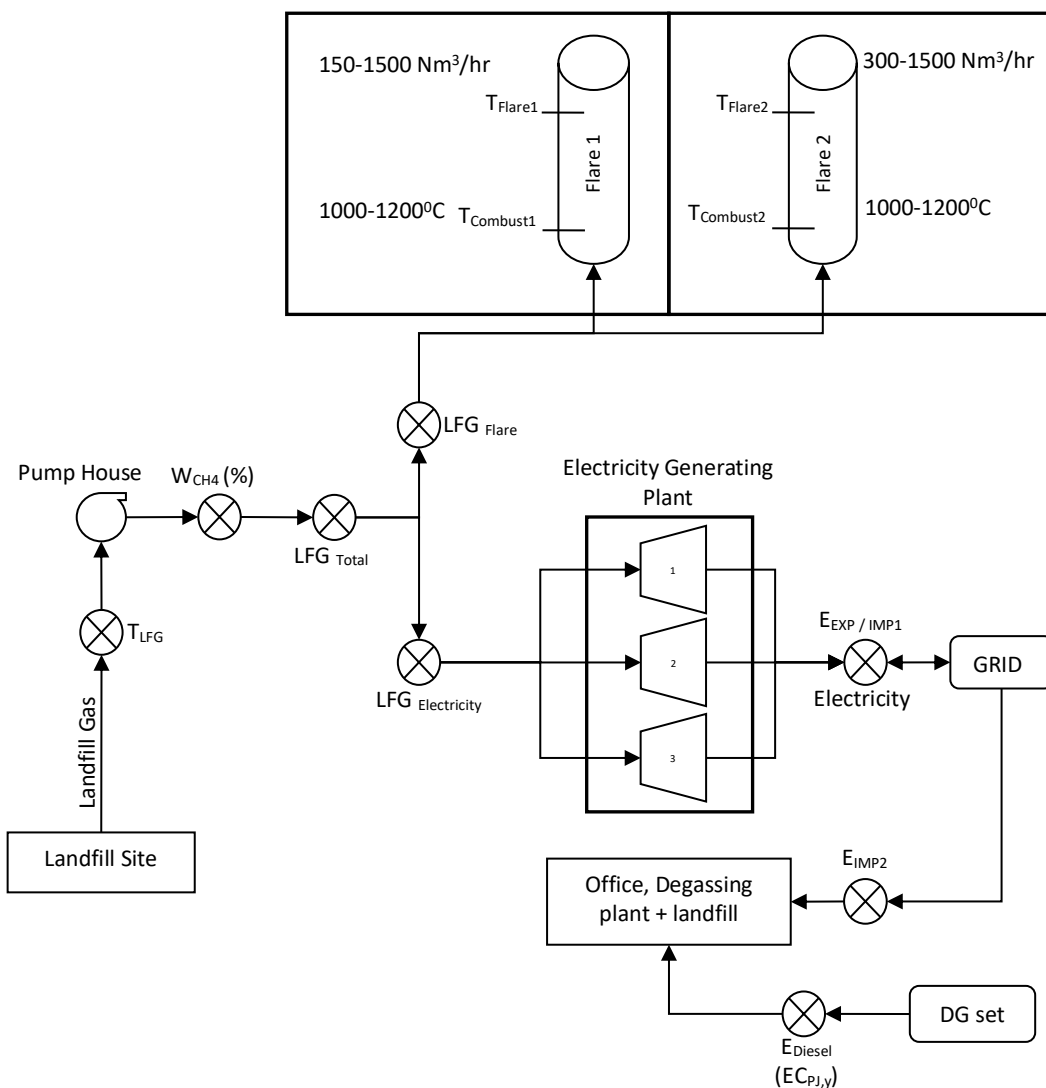 150-1500 Nm³/hr
300-1500 Nm³/hr
T_Flare1
T_Flare2
Flare 1
Flare 2
1000-1200⁰C
T_Combust1
T_Combust2
1000-1200⁰C
LFG Flare
Pump House
W_CH4 (%)
LFG Total
Electricity Generating
Plant
1
2
3
T_LFG
LFG Electricity
E_EXP / IMP1
Electricity
GRID
Landfill Gas
Landfill Site
Office, Degassing
plant + landfill
E_IMP2
DG set
E_Diesel
(EC_PJ,y)